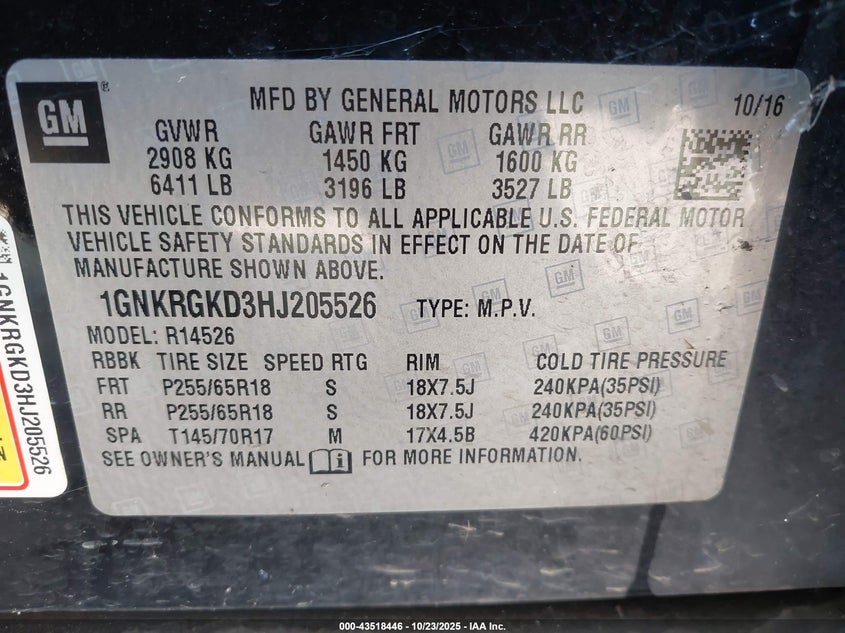 GM ®
MFD BY GENERAL MOTORS LLC 10/16
GVWR GAWR FRT GAWR RR
2908 KG 1450 KG 1600 KG
6411 LB 3196 LB 3527 LB
THIS VEHICLE CONFORMS TO ALL APPLICABLE U.S. FEDERAL MOTOR
VEHICLE SAFETY STANDARDS IN EFFECT ON THE DATE OF
MANUFACTURE SHOWN ABOVE.
1GNKRGKD3HJ205526 TYPE: M.P.V.
MODEL: R14526
RBBK TIRE SIZE SPEED RTG RIM COLD TIRE PRESSURE
FRT P255/65R18 S 18X7.5J 240KPA(35PSI)
RR P255/65R18 S 18X7.5J 240KPA(35PSI)
SPA T145/70R17 M 17X4.5B 420KPA(60PSI)
SEE OWNER'S MANUAL i FOR MORE INFORMATION.
1GNKRGKD3HJ205526
000-43518446 - 10/23/2025 - IAA Inc.